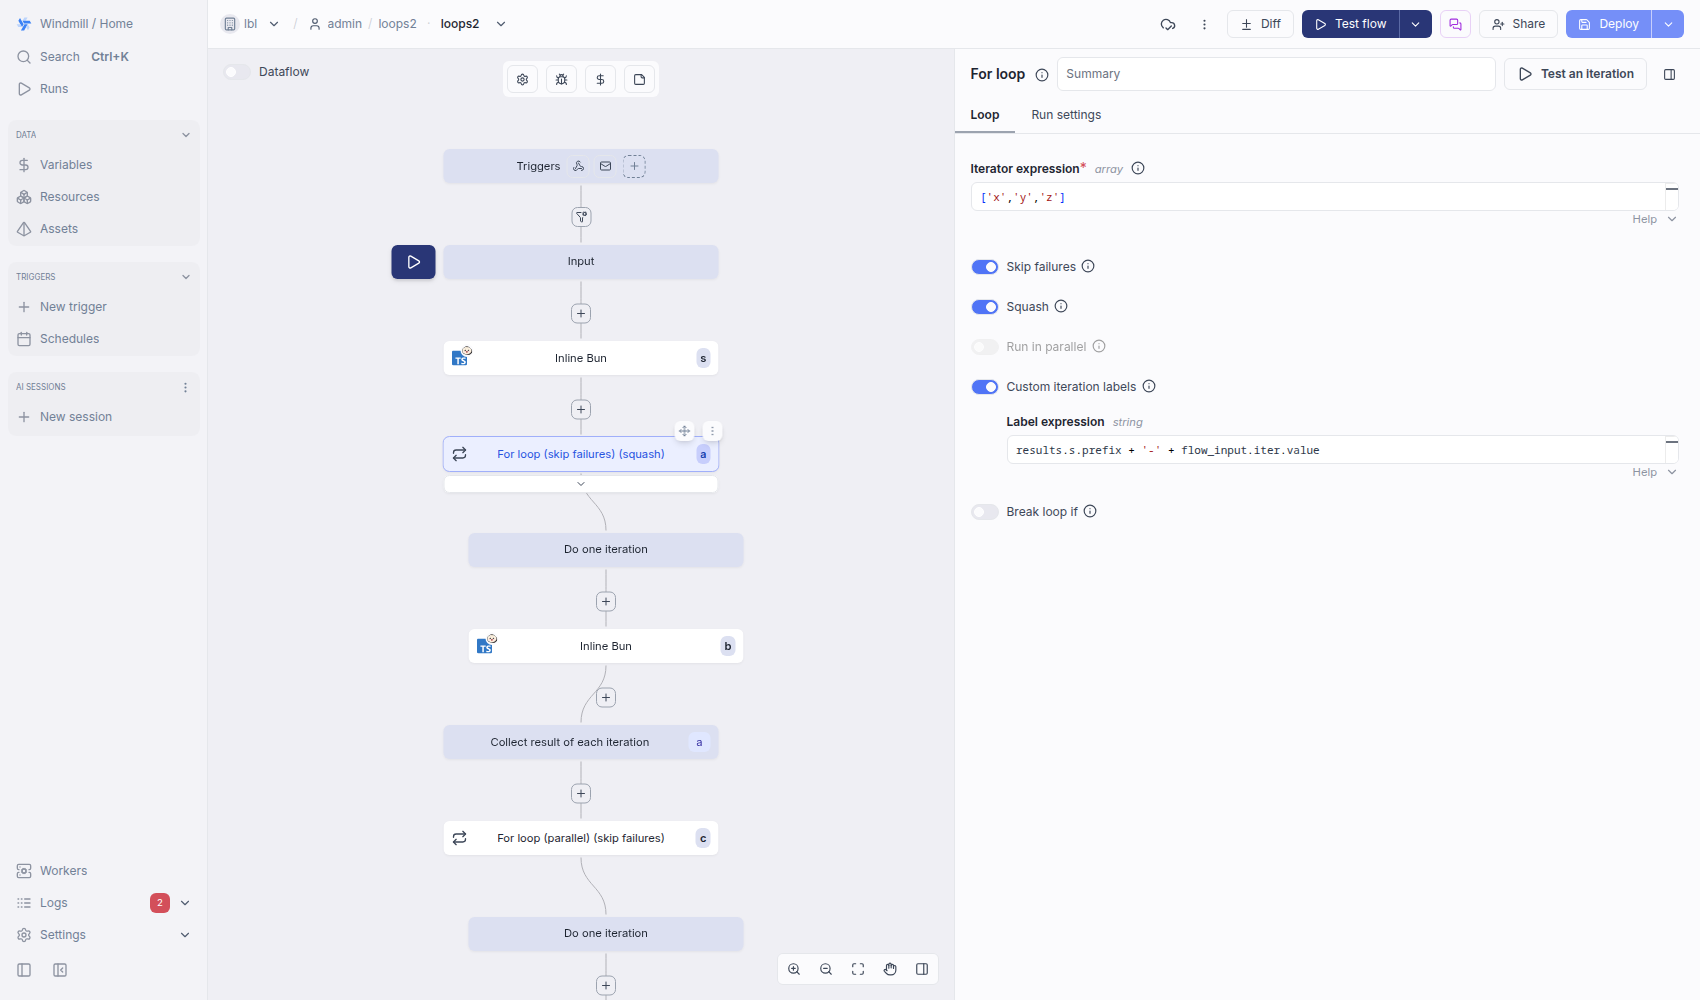 Windmill / Home
Search Ctrl+K
Runs
DATA
Variables
Resources
Assets
TRIGGERS
New trigger
Schedules
AI SESSIONS
New session
Workers
Logs 2
Settings
lbl / admin / loops2 · loops2
Diff
Test flow
Share
Deploy
Dataflow
Triggers
Input
TS Inline Bun s
For loop (skip failures) (squash) a
Do one iteration
TS Inline Bun b
Collect result of each iteration a
For loop (parallel) (skip failures) c
Do one iteration
For loop
Summary
Test an iteration
Loop
Run settings
Iterator expression* array
['x','y','z']
Help
Skip failures
Squash
Run in parallel
Custom iteration labels
Label expression string
results.s.prefix + '-' + flow_input.iter.value
Help
Break loop if